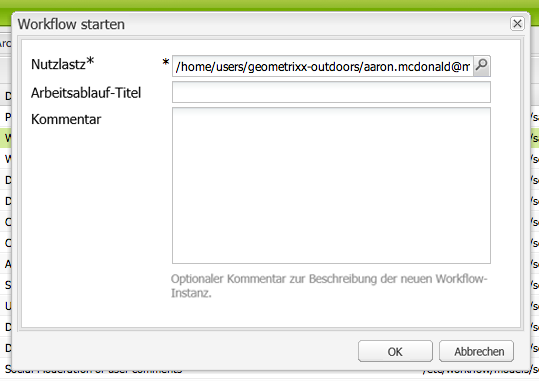 Workflow starten
Nutzlastz* * /home/users/geometrixx-outdoors/aaron.mcdonald@m
Arbeitsablauf-Titel
Kommentar
Optionaler Kommentar zur Beschreibung der neuen Workflow-
Instanz.
OK Abbrechen